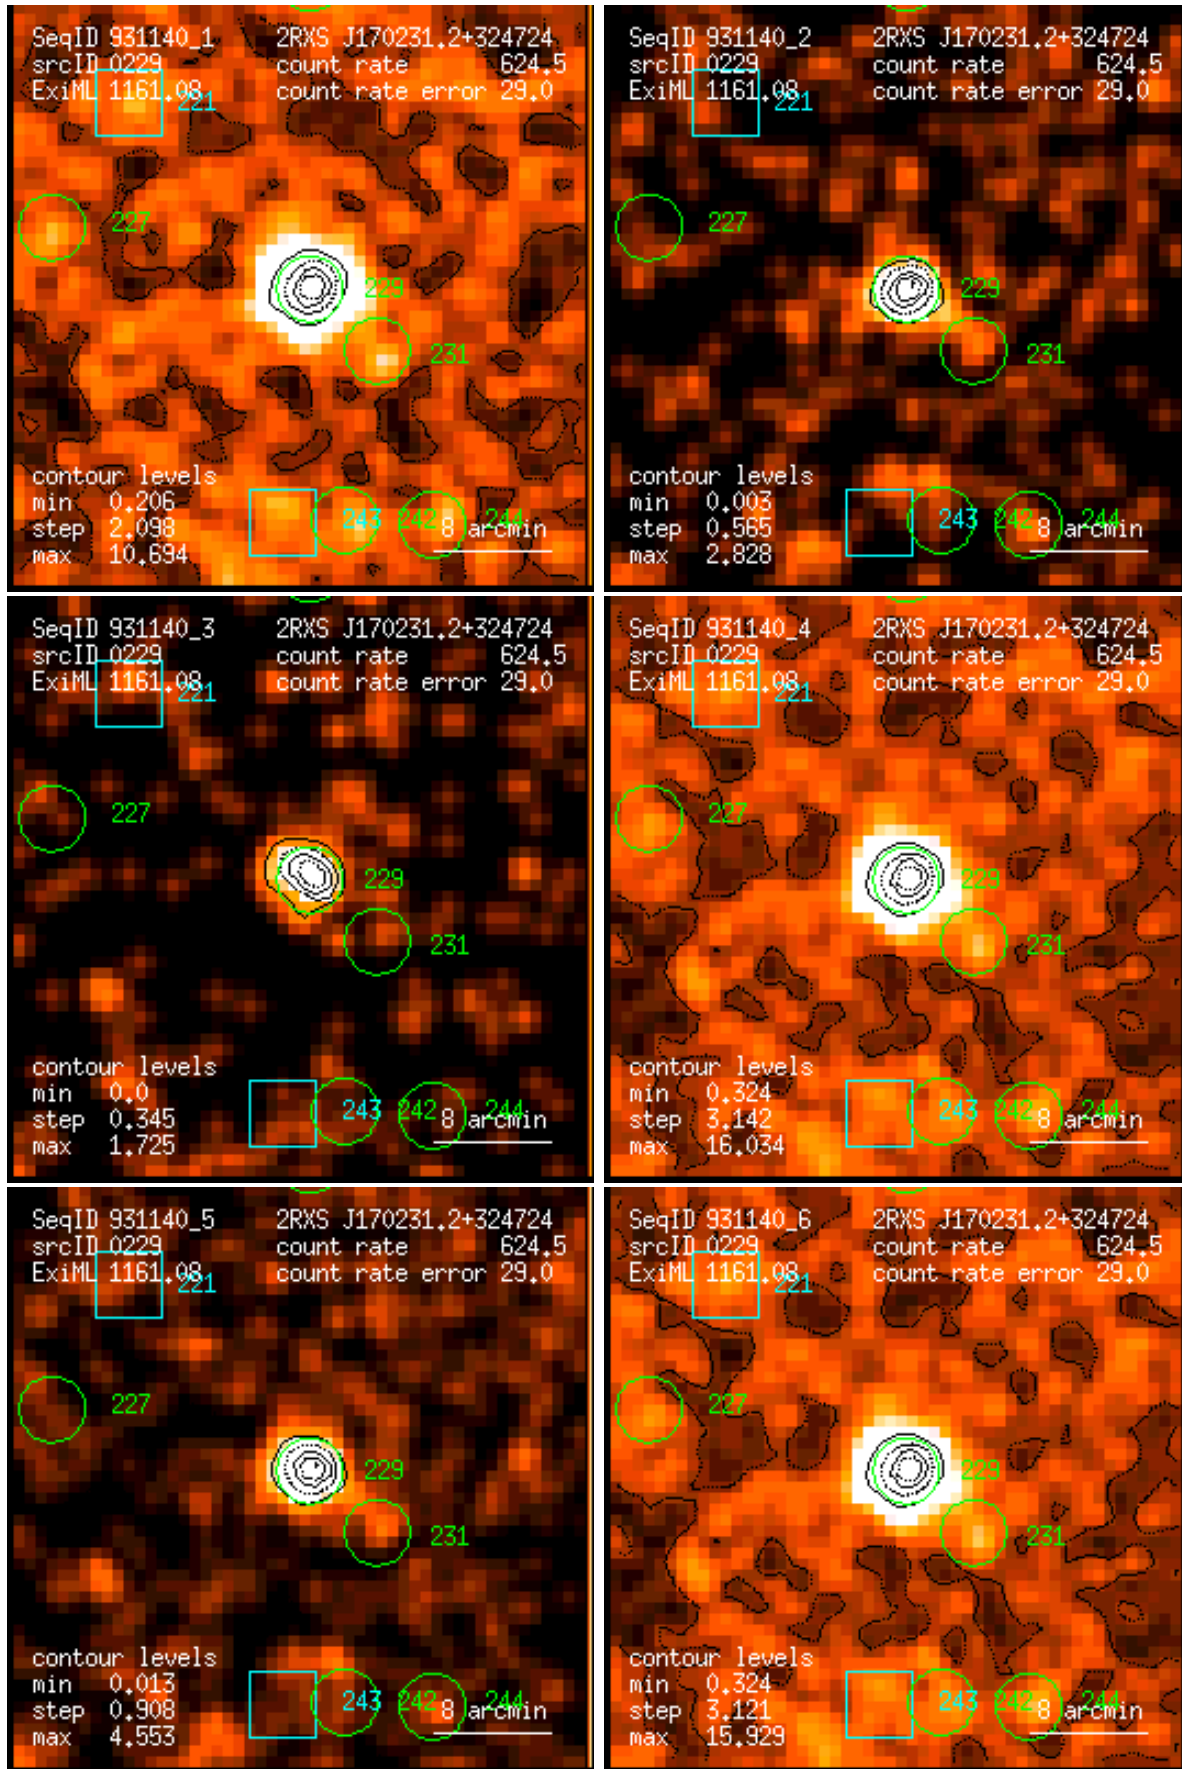 SeqID 931140_1 2RXS J170231.2+324724
srcID 0229 count rate 624.5
ExiML 1161.08 count rate error 29.0
221
227
229
231
contour levels
min 0.206
step 2.098
max 10.694
243 242 244
8 arcmin
SeqID 931140_2 2RXS J170231.2+324724
srcID 0229 count rate 624.5
ExiML 1161.08 count rate error 29.0
221
227
229
231
contour levels
min 0.003
step 0.565
max 2.828
243 242 244
8 arcmin
SeqID 931140_3 2RXS J170231.2+324724
srcID 0229 count rate 624.5
ExiML 1161.08 count rate error 29.0
221
227
229
231
contour levels
min 0.0
step 0.345
max 1.725
243 242 244
8 arcmin
SeqID 931140_4 2RXS J170231.2+324724
srcID 0229 count rate 624.5
ExiML 1161.08 count rate error 29.0
221
227
229
231
contour levels
min 0.324
step 3.142
max 16.034
243 242 244
8 arcmin
SeqID 931140_5 2RXS J170231.2+324724
srcID 0229 count rate 624.5
ExiML 1161.08 count rate error 29.0
221
227
229
231
contour levels
min 0.013
step 0.908
max 4.553
243 242 244
8 arcmin
SeqID 931140_6 2RXS J170231.2+324724
srcID 0229 count rate 624.5
ExiML 1161.08 count rate error 29.0
221
227
229
231
contour levels
min 0.324
step 3.121
max 15.929
243 242 244
8 arcmin